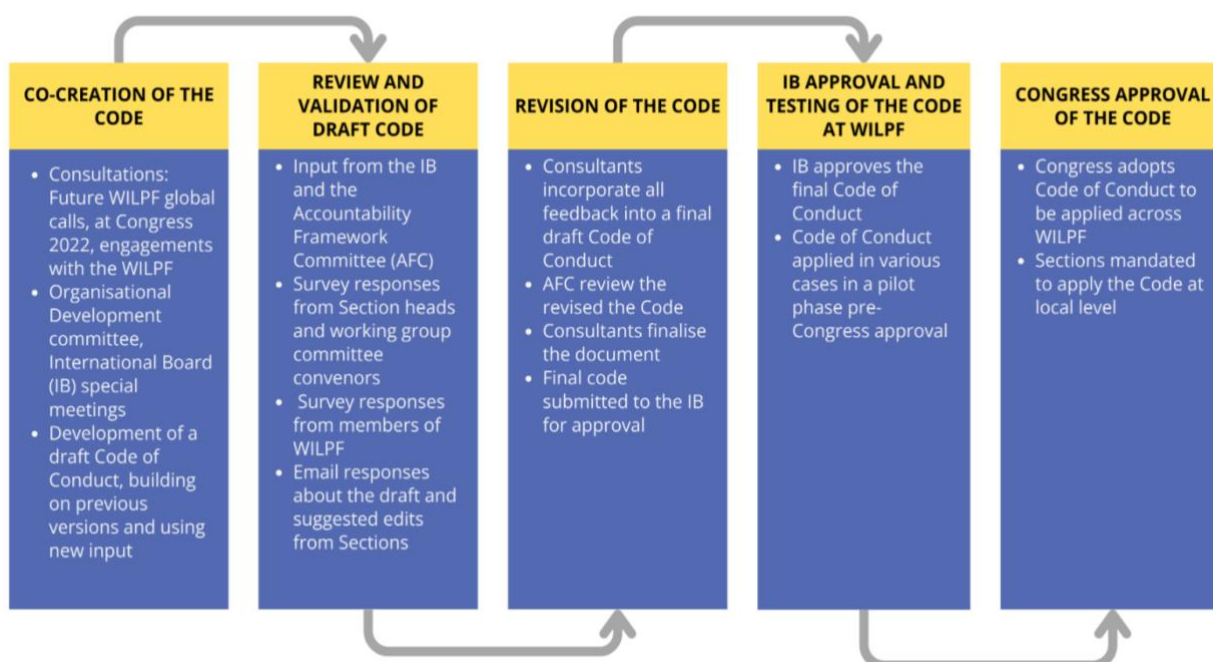 CO-CREATION OF THE
CODE
• Consultations:
Future WILPF global
calls, at Congress
2022, engagements
with the WILPF
• Organisational
Development
committee,
International Board
(IB) special
meetings
• Development of a
draft Code of
Conduct, building
on previous
versions and using
new input
REVIEW AND
VALIDATION OF
DRAFT CODE
• Input from the IB
and the
Accountability
Framework
Committee (AFC)
• Survey responses
from Section heads
and working group
committee
convenors
• Survey responses
from members of
WILPF
• Email responses
about the draft and
suggested edits
from Sections
REVISION OF THE CODE
• Consultants
incorporate all
feedback into a final
draft Code of
Conduct
• AFC review the
revised the Code
• Consultants finalise
the document
• Final code
submitted to the IB
for approval
IB APPROVAL AND
TESTING OF THE CODE
AT WILPF
• IB approves the
final Code of
Conduct
• Code of Conduct
applied in various
cases in a pilot
phase pre-
Congress approval
CONGRESS APPROVAL
OF THE CODE
• Congress adopts
Code of Conduct to
be applied across
WILPF
• Sections mandated
to apply the Code at
local level